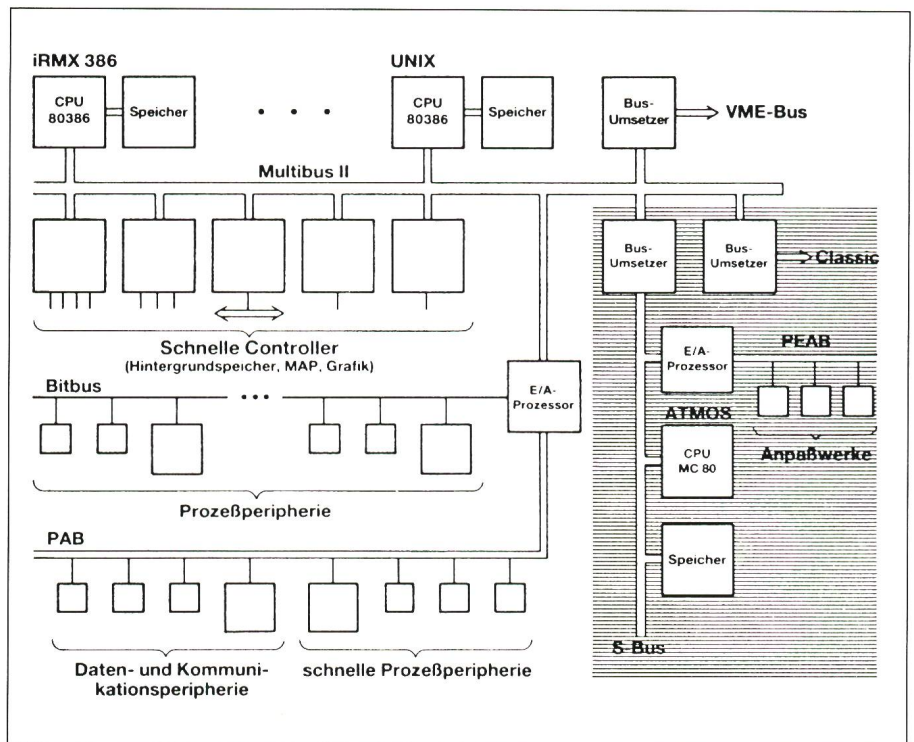 iRMX 386
UNIX
CPU
80386
Speicher
CPU
80386
Speicher
Bus-
Umsetzer
VME-Bus
Multibus II
Bus-
Umsetzer
Bus-
Umsetzer
Classic
Schnelle Controller
(Hintergrundspeicher, MAP, Grafik)
Bitbus
E/A-
Prozessor
E/A-
Prozessor
PEAB
ATMOS
CPU
MC 80
Anpaßwerke
Prozeßperipherie
PAB
Speicher
S-Bus
Daten- und Kommuni-
kationsperipherie
schnelle Prozeßperipherie